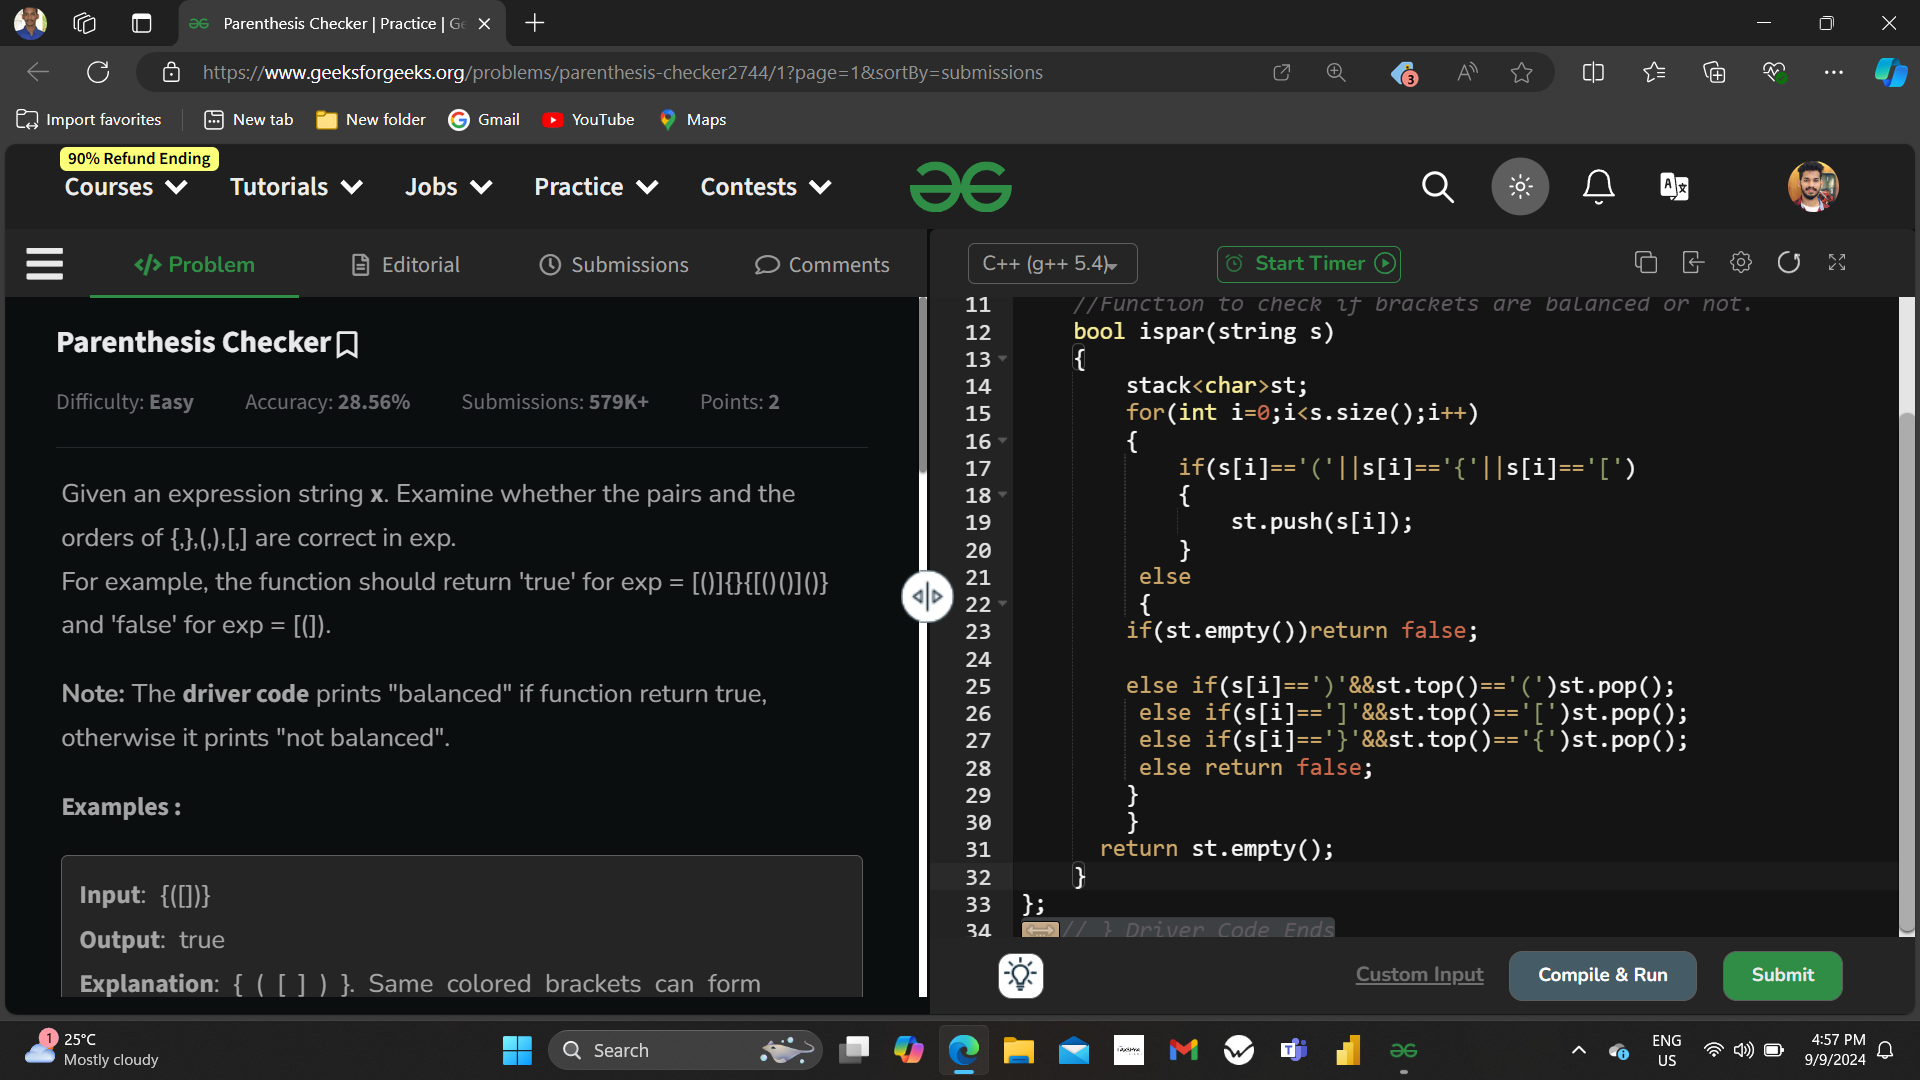 Parenthesis Checker | Practice | Ge
https://www.geeksforgeeks.org/problems/parenthesis-checker2744/1?page=1&sortBy=submissions
3
Import favorites
New tab
New folder
Gmail
YouTube
Maps
90% Refund Ending
Courses
Tutorials
Jobs
Practice
Contests
</> Problem
Editorial
Submissions
Comments
C++ (g++ 5.4)
Start Timer
Parenthesis Checker
Difficulty: Easy Accuracy: 28.56% Submissions: 579K+ Points: 2
Given an expression string x. Examine whether the pairs and the
orders of {,},(,),[,] are correct in exp.
For example, the function should return 'true' for exp = [()]{}{[()()]()}
and 'false' for exp = [(]).
Note: The driver code prints "balanced" if function return true,
otherwise it prints "not balanced".
Examples :
Input: {([])}
Output: true
Explanation: { ( [ ] ) }. Same colored brackets can form
11 //Function to check if brackets are balanced or not.
12 bool ispar(string s)
13 {
14 stack<char>st;
15 for(int i=0;i<s.size();i++)
16 {
17 if(s[i]=='('||s[i]=='{'||s[i]=='[')
18 {
19 st.push(s[i]);
20 }
21 else
22 {
23 if(st.empty())return false;
24
25 else if(s[i]==')'&&st.top()=='(')st.pop();
26 else if(s[i]==']'&&st.top()=='[')st.pop();
27 else if(s[i]=='}'&&st.top()=='{')st.pop();
28 else return false;
29 }
30 }
31 return st.empty();
32 }
33 };
34 // } Driver Code Ends
Custom Input
Compile & Run
Submit
1
25°C
Mostly cloudy
Search
ENG
US
4:57 PM
9/9/2024